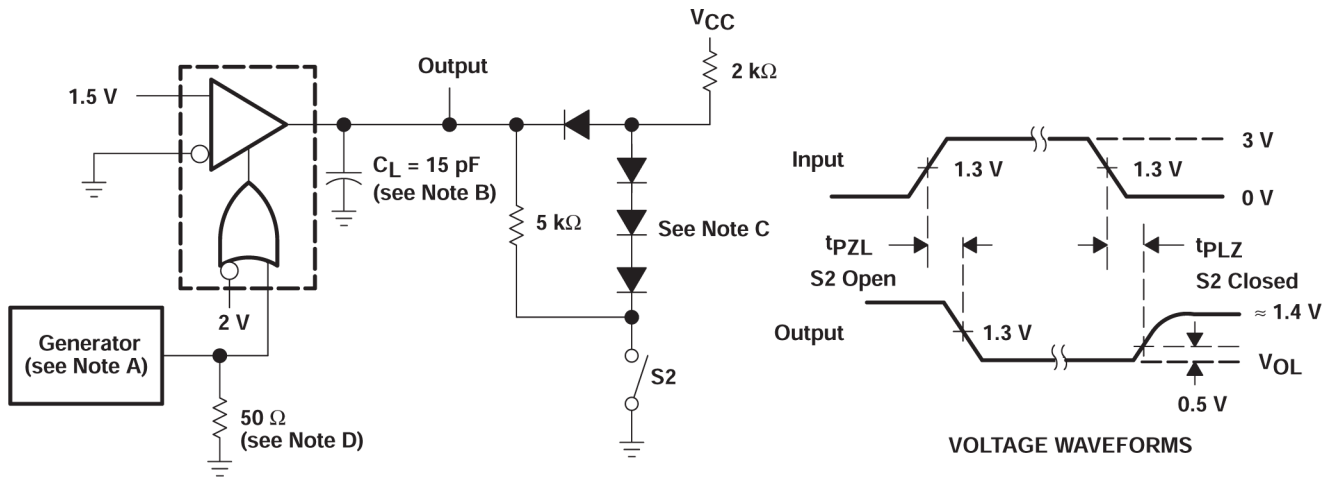 VCC
2 kΩ
Output
1.5 V
CL = 15 pF
(see Note B)
5 kΩ
See Note C
2 V
Generator
(see Note A)
50 Ω
(see Note D)
S2
Input
1.3 V
1.3 V
3 V
0 V
tPZL
tPLZ
S2 Open
S2 Closed
Output
1.3 V
≈ 1.4 V
VOL
0.5 V
VOLTAGE WAVEFORMS